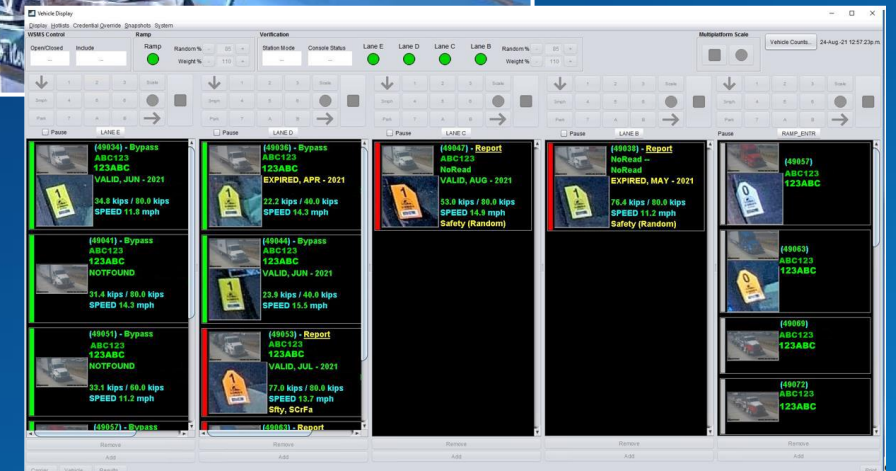 Vehicle Display
Display Hotlists Credential Override Snapshots System
WSMS Control
Ramp
Verification
Multiplatform Scale
Open/Closed Include
Ramp Random % - 80 +
Weight % - 110 +
Station Mode Console Status
Lane E Lane D Lane C Lane B
Random % - 80 +
Weight % - 110 +
Vehicle Counts...
24-Aug -21 12:57:23p.m.
Pause LANE E
Pause LANE D
Pause LANE C
Pause LANE B
Pause RAMP_ENTR
(49034) - Bypass
ABC123
123ABC
VALID, JUN - 2021
34.8 kips / 80.0 kips
SPEED 11.8 mph
(49041) - Bypass
ABC123
123ABC
NOTFOUND
31.4 kips / 80.0 kips
SPEED 14.3 mph
(49051) - Bypass
ABC123
123ABC
NOTFOUND
33.1 kips / 60.0 kips
SPEED 11.2 mph
(49057) - Bypass
(49036) - Bypass
ABC123
123ABC
EXPIRED, APR - 2021
22.2 kips / 40.0 kips
SPEED 14.3 mph
(49044) - Bypass
ABC123
123ABC
VALID, JUN - 2021
23.9 kips / 40.0 kips
SPEED 15.5 mph
(49053) - Report
ABC123
123ABC
VALID, JUL - 2021
77.0 kips / 80.0 kips
SPEED 13.7 mph
Sfty, SCrFa
(49063) - Report
(49047) - Report
ABC123
NoRead
VALID, AUG - 2021
53.0 kips / 80.0 kips
SPEED 14.9 mph
Safety (Random)
(49038) - Report
NoRead --
NoRead
EXPIRED, MAY - 2021
76.4 kips / 80.0 kips
SPEED 11.2 mph
Safety (Random)
(49057)
ABC123
123ABC
(49063)
ABC123
123ABC
(49069)
ABC123
123ABC
(49072)
ABC123
123ABC
Remove Remove Remove Remove Remove
Add Add Add Add Add